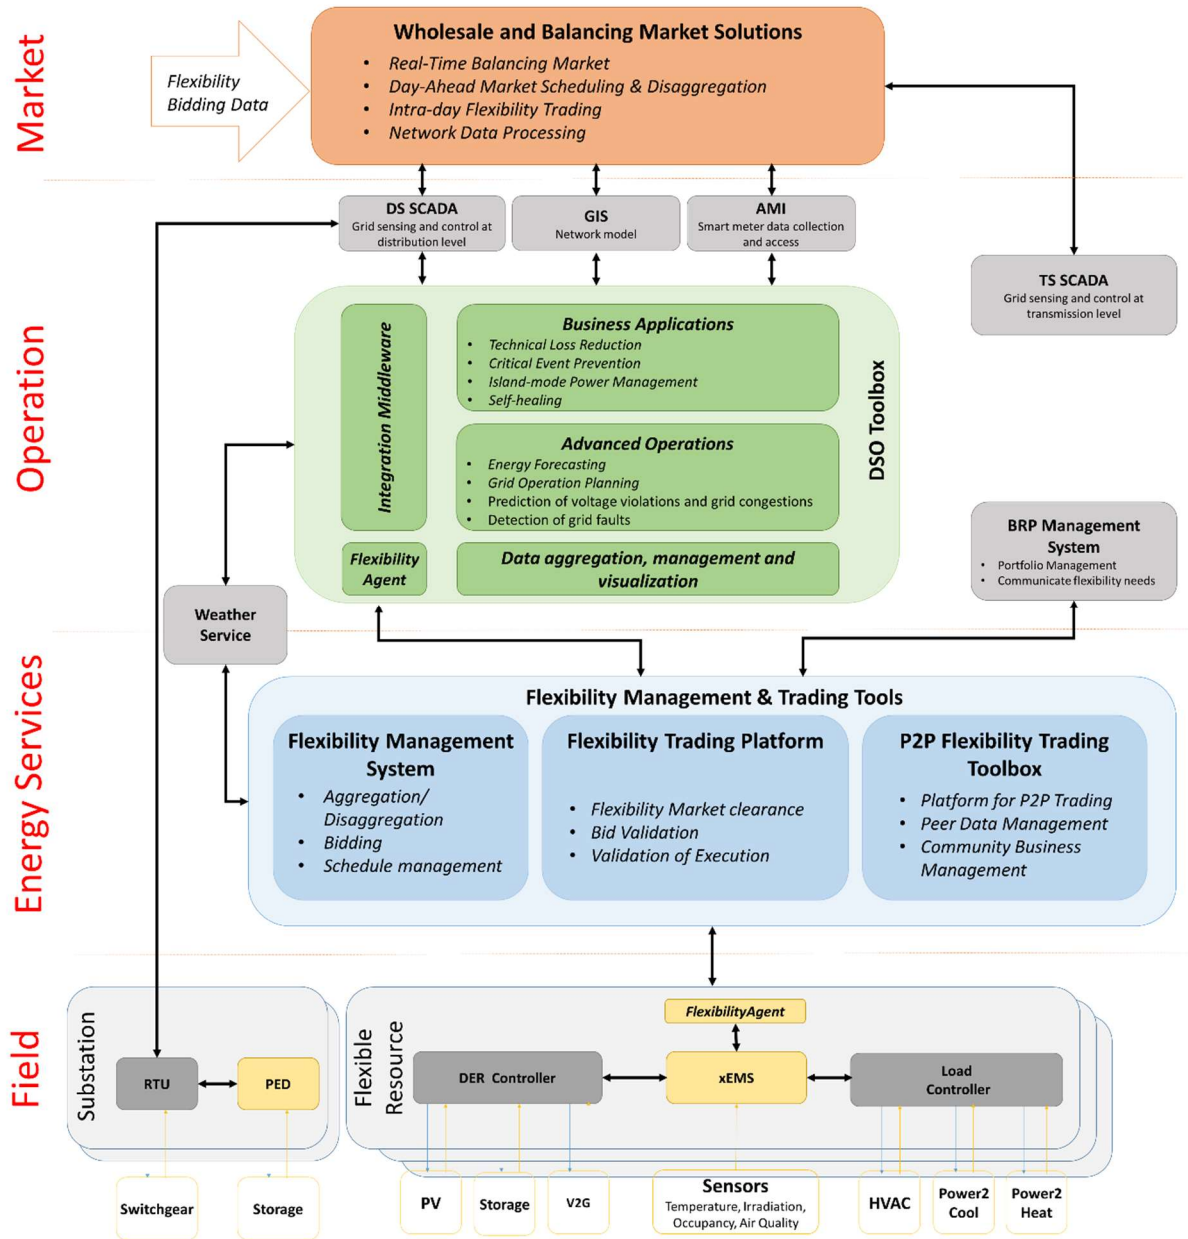 Market
Flexibility
Bidding Data
Wholesale and Balancing Market Solutions
• Real-Time Balancing Market
• Day-Ahead Market Scheduling & Disaggregation
• Intra-day Flexibility Trading
• Network Data Processing
Operation
DS SCADA
Grid sensing and control at
distribution level
GIS
Network model
AMI
Smart meter data collection
and access
TS SCADA
Grid sensing and control at
transmission level
Integration Middleware
Business Applications
• Technical Loss Reduction
• Critical Event Prevention
• Island-mode Power Management
• Self-healing
DSO Toolbox
Advanced Operations
• Energy Forecasting
• Grid Operation Planning
• Prediction of voltage violations and grid congestions
• Detection of grid faults
Flexibility
Agent
Data aggregation, management and
visualization
BRP Management
System
• Portfolio Management
• Communicate flexibility needs
Weather
Service
Energy Services
Flexibility Management & Trading Tools
Flexibility Management
System
• Aggregation/
Disaggregation
• Bidding
• Schedule management
Flexibility Trading Platform
• Flexibility Market clearance
• Bid Validation
• Validation of Execution
P2P Flexibility Trading
Toolbox
• Platform for P2P Trading
• Peer Data Management
• Community Business
Management
Field
Substation
RTU
PED
Switchgear
Storage
Flexible
Resource
FlexibilityAgent
DER Controller
xEMS
Load
Controller
PV
Storage
V2G
Sensors
Temperature, Irradiation,
Occupancy, Air Quality
HVAC
Power2
Cool
Power2
Heat